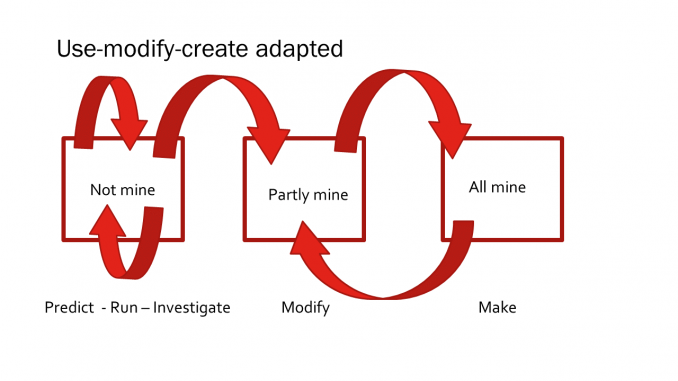 Use-modify-create adapted
Not mine
Partly mine
All mine
Predict - Run – Investigate
Modify
Make